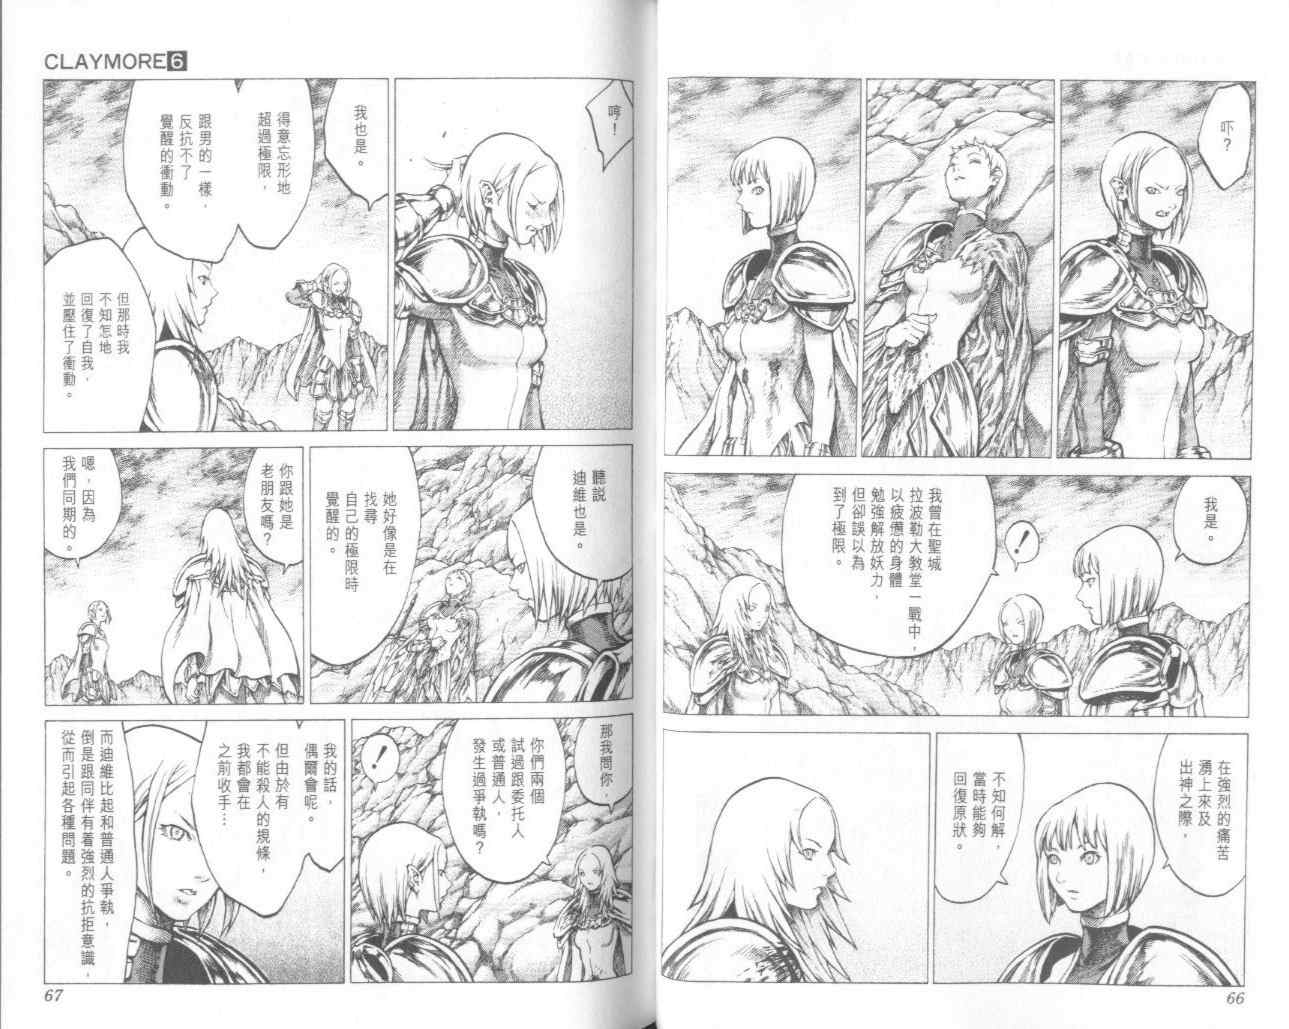 CLAYMORE6
吓？
我是。
！
我曾在聖城
拉波勒大教堂一戰中，
以疲憊的身體
勉強解放妖力，
但卻誤以為
到了極限。
在強烈的痛苦
湧上來及
出神之際，
不知何解，
當時能夠
回復原狀。
66
哼！
我也是。
得意忘形地
超過極限，
跟男的一樣，
反抗不了
覺醒的衝動。
但那時我
不知怎地
回復了自我，
並壓住了衝動。
聽說
迪維也是。
她好像是在
找尋
自己的極限時
覺醒的。
你跟她是
老朋友嗎？
嗯，因為
我們同期的。
那我問你，
你們兩個
試過跟委托人
或普通人
發生過爭執嗎？
！
我的話，
偶爾會呢。
但由於有
不能殺人的規條，
我都會在
之前收手…
而迪維比起和普通人爭執，
倒是跟同伴有着強烈的抗拒意識，
從而引起各種問題。
67